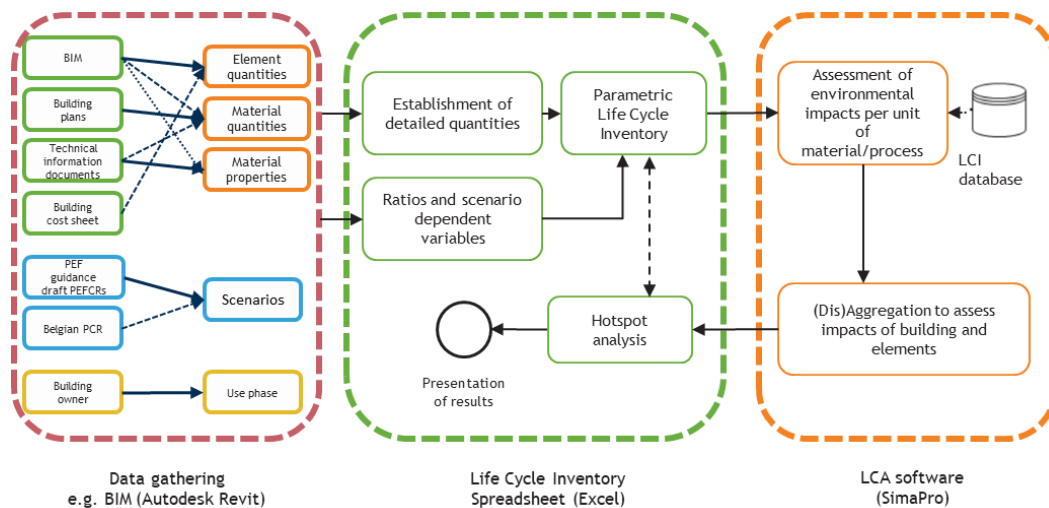 BIM
Building
plans
Technical
information
documents
Building
cost sheet
PEF
guidance
draft PEFCRs
Belgian PCR
Building
owner
Element
quantities
Material
quantities
Material
properties
Scenarios
Use phase
Data gathering
e.g. BIM (Autodesk Revit)
Establishment of
detailed quantities
Parametric
Life Cycle
Inventory
Ratios and scenario
dependent
variables
Hotspot
analysis
Presentation
of results
Life Cycle Inventory
Spreadsheet (Excel)
Assessment of
environmental
impacts per unit
of
material/process
LCI
database
(Dis)Aggregation to assess
impacts of building and
elements
LCA software
(SimaPro)